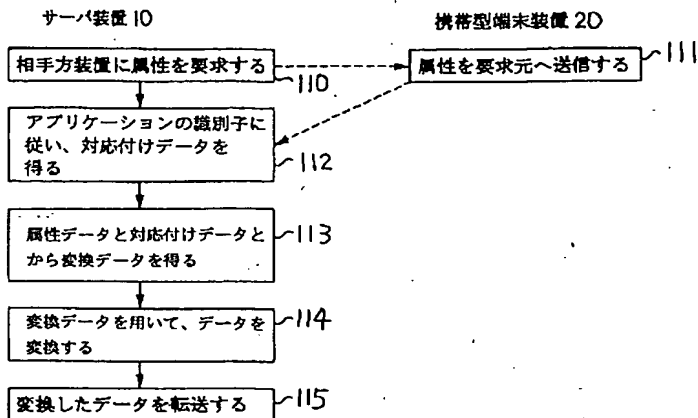 サーバ装置10
携帯型端末装置20
相手方装置に属性を要求する
110
属性を要求元へ送信する
111
アプリケーションの識別子に
従い、対応付けデータを
得る
112
属性データと対応付けデータと
から変換データを得る
113
変換データを用いて、データを
変換する
114
変換したデータを転送する
115